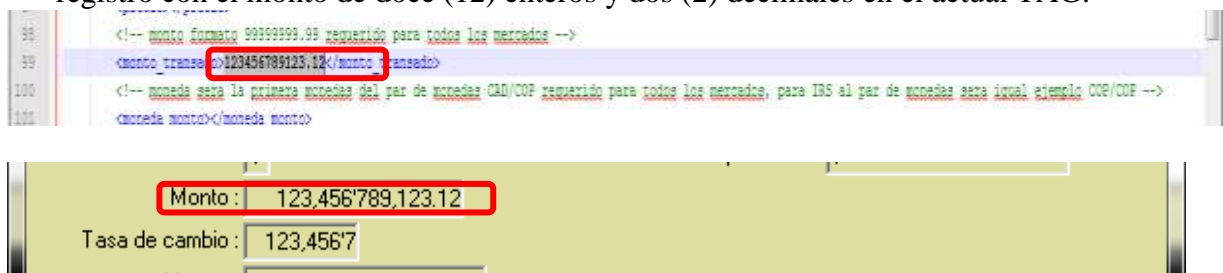 registro con el monto de doce (12) enteros y dos (2) decimales en el actual TAG.
98 <!-- monto formato 99999999.99 requerido para todos los mercados -->
99 <monto_transado>123456789123.12</monto_transado>
100 <!-- moneda sera la primera monedas del par de monedas CAD/COP requerido para todos los mercados, para IRS al par de monedas sera igual ejemplo COP/COP -->
101 <moneda_monto></moneda_monto>
Monto : 123,456'789,123.12
Tasa de cambio : 123,456'7